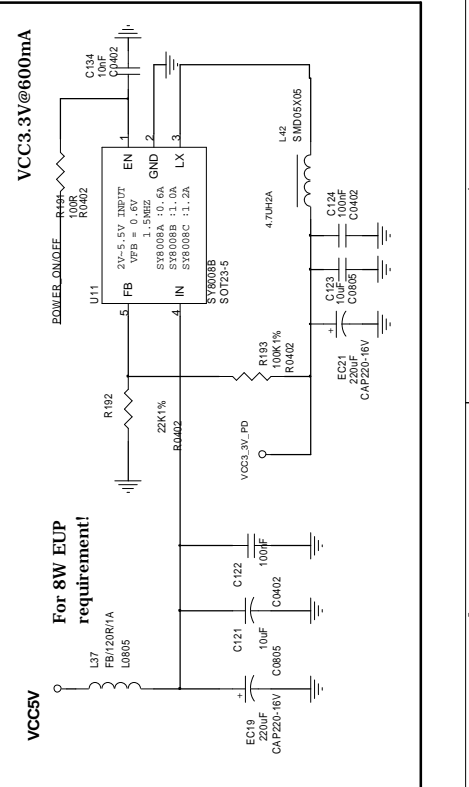 VCC3.3V@600mA
C134
10nF
C0402
R191
100R
R0402
POWER_ON/OFF
1
2
3
EN
GND
LX
2V~5.5V INPUT
VFB = 0.6V
1.5MHZ
SY8008A :0.6A
SY8008B :1.0A
SY8008C :1.2A
FB
IN
U11
SY8008B
SOT23-5
5
4
L42
SMD05X05
4.7UH2A
C124
100nF
C0402
C123
10uF
C0805
+
EC21
220uF
CAP220-16V
R193
100K1%
R0402
R192
22K1%
R0402
VCC3_3V_PD
For 8W EUP
requirement!
L37
FB/120R/1A
L0805
VCC5V
C122
100nF
C0402
C121
10uF
C0805
+
EC19
220uF
CAP220-16V